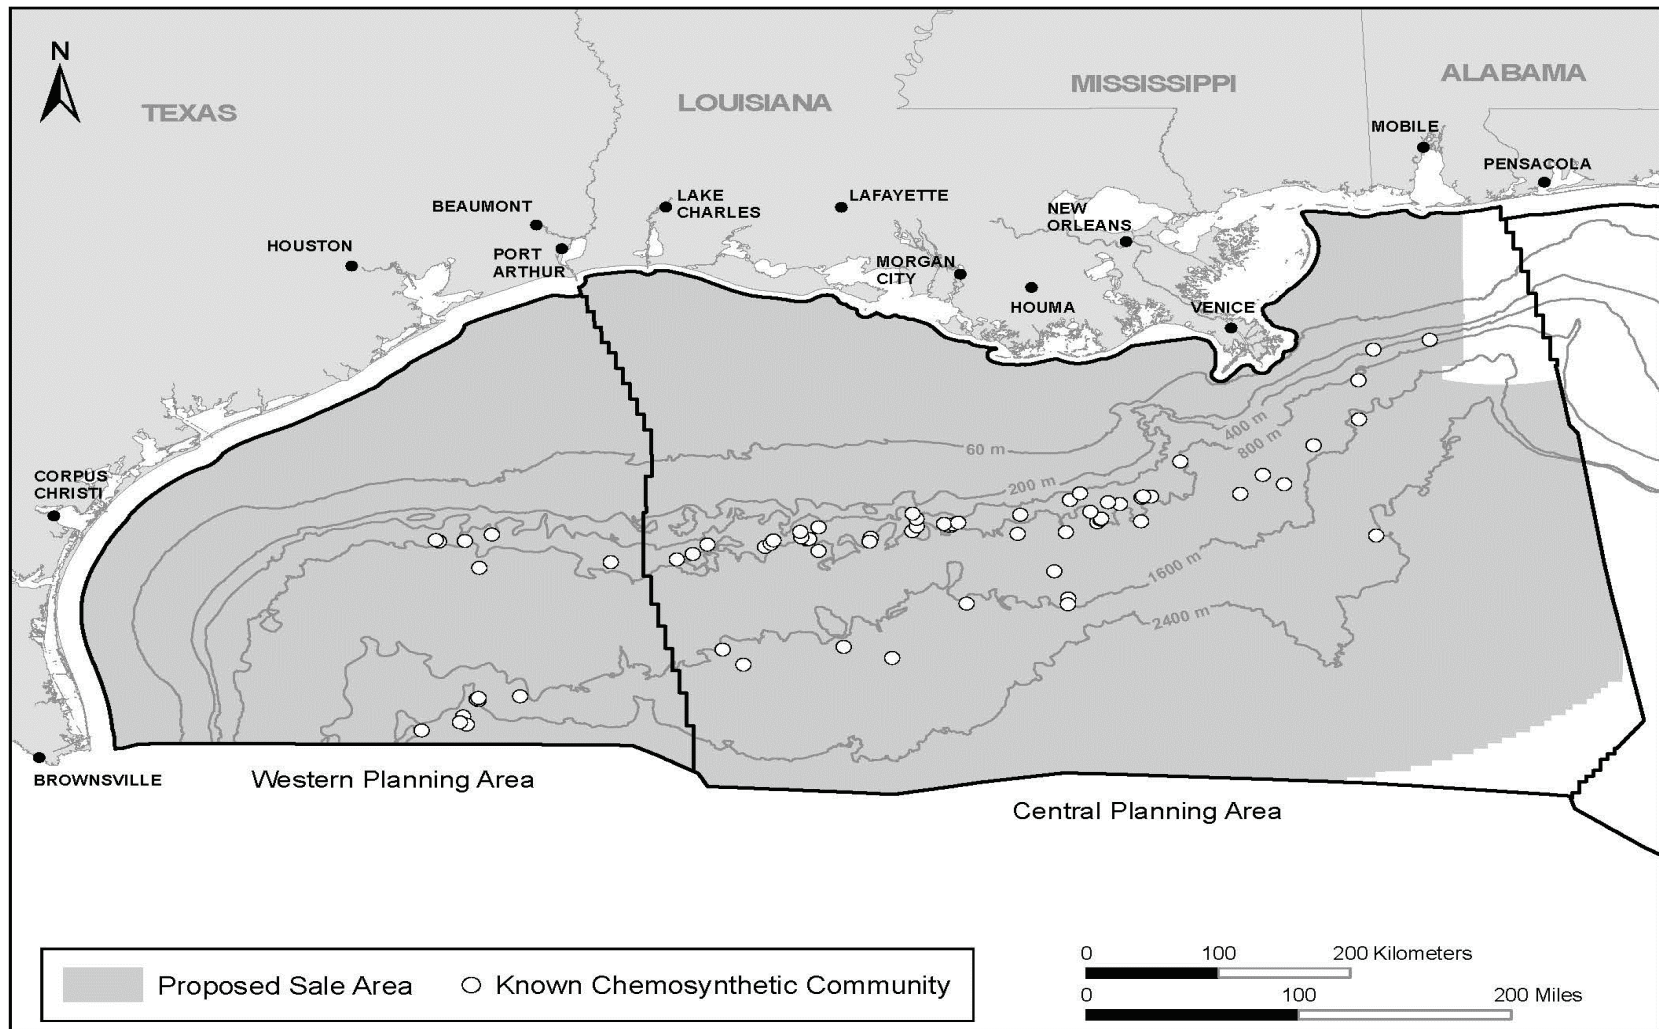 N
TEXAS
LOUISIANA
MISSISSIPPI
ALABAMA
MOBILE
PENSACOLA
BEAUMONT
LAKE
CHARLES
LAFAYETTE
NEW
ORLEANS
HOUSTON
PORT
ARTHUR
MORGAN
CITY
HOUMA
VENICE
CORPUS
CHRISTI
60 m
200 m
400 m
800 m
1600 m
2400 m
BROWNSVILLE
Western Planning Area
Central Planning Area
Proposed Sale Area
Known Chemosynthetic Community
0 100 200 Kilometers
0 100 200 Miles